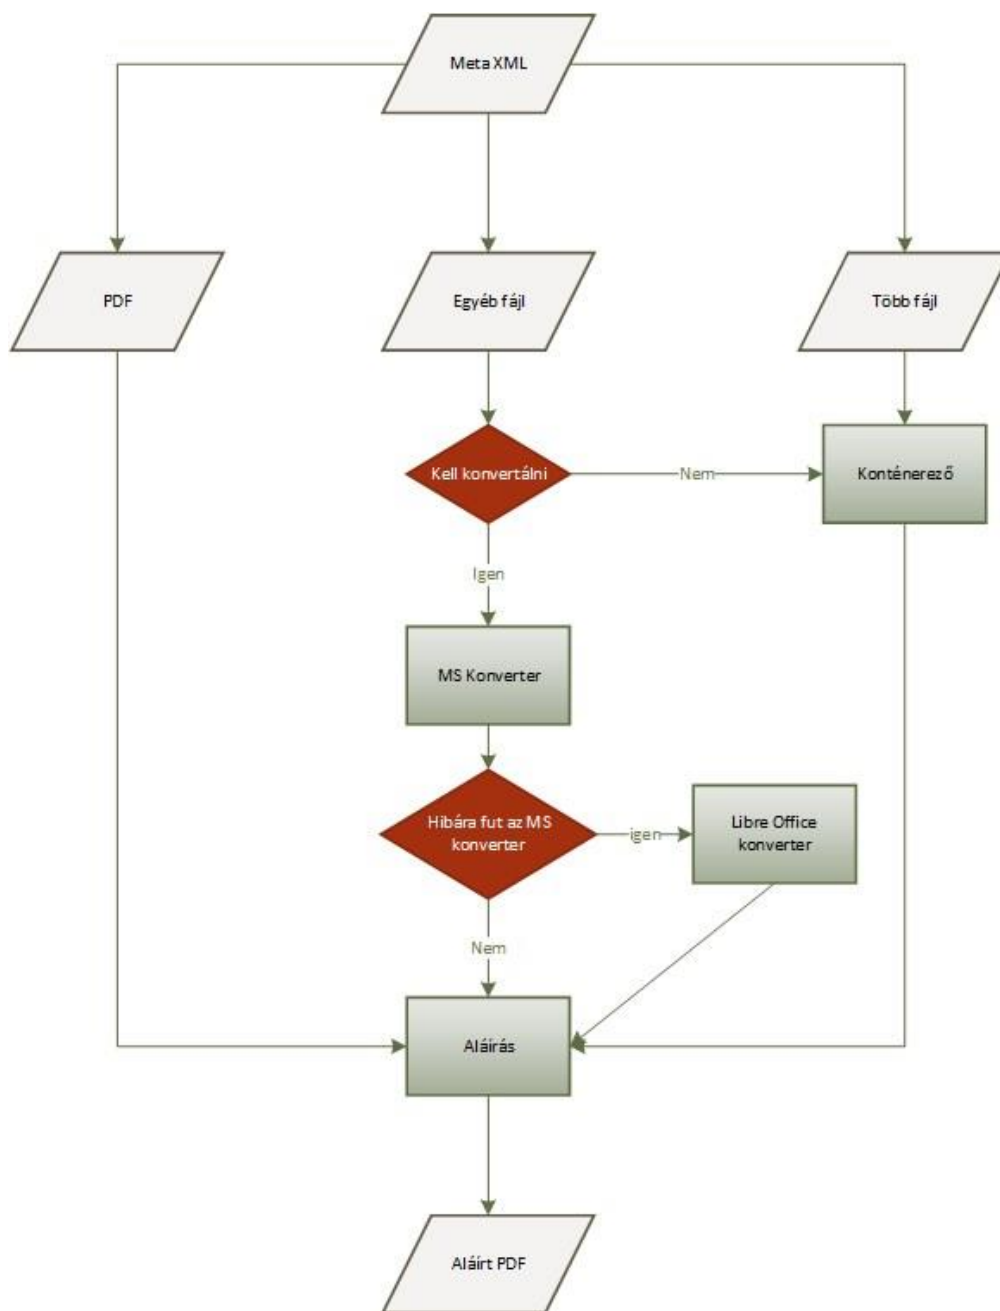 Meta XML
PDF
Egyéb fájl
Több fájl
Kell konvertálni
Nem
Konténerező
Igen
MS Konverter
Hibára fut az MS
konverter
igen
Libre Office
konverter
Nem
Aláírás
Aláírt PDF